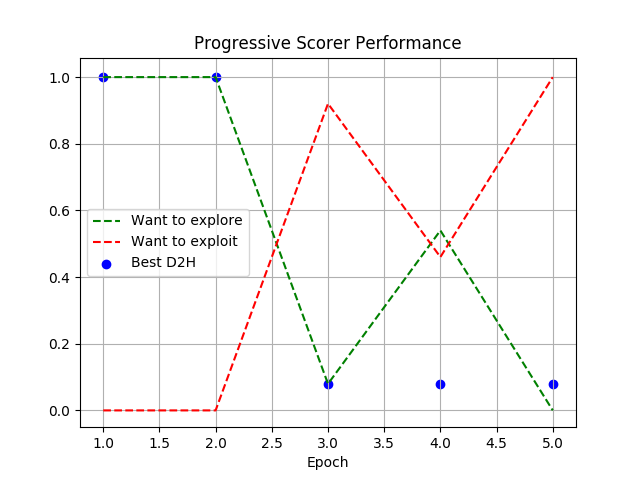 Progressive Scorer Performance
1.0
0.8
0.6
0.4
0.2
0.0
Want to explore
Want to exploit
Best D2H
1.0 1.5 2.0 2.5 3.0 3.5 4.0 4.5 5.0
Epoch